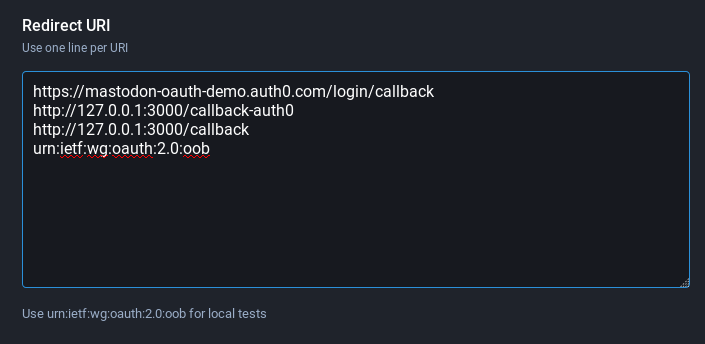 Redirect URI
Use one line per URI
https://mastodon-oauth-demo.auth0.com/login/callback
http://127.0.0.1:3000/callback-auth0
http://127.0.0.1:3000/callback
urn:ietf:wg:oauth:2.0:oob
Use urn:ietf:wg:oauth:2.0:oob for local tests